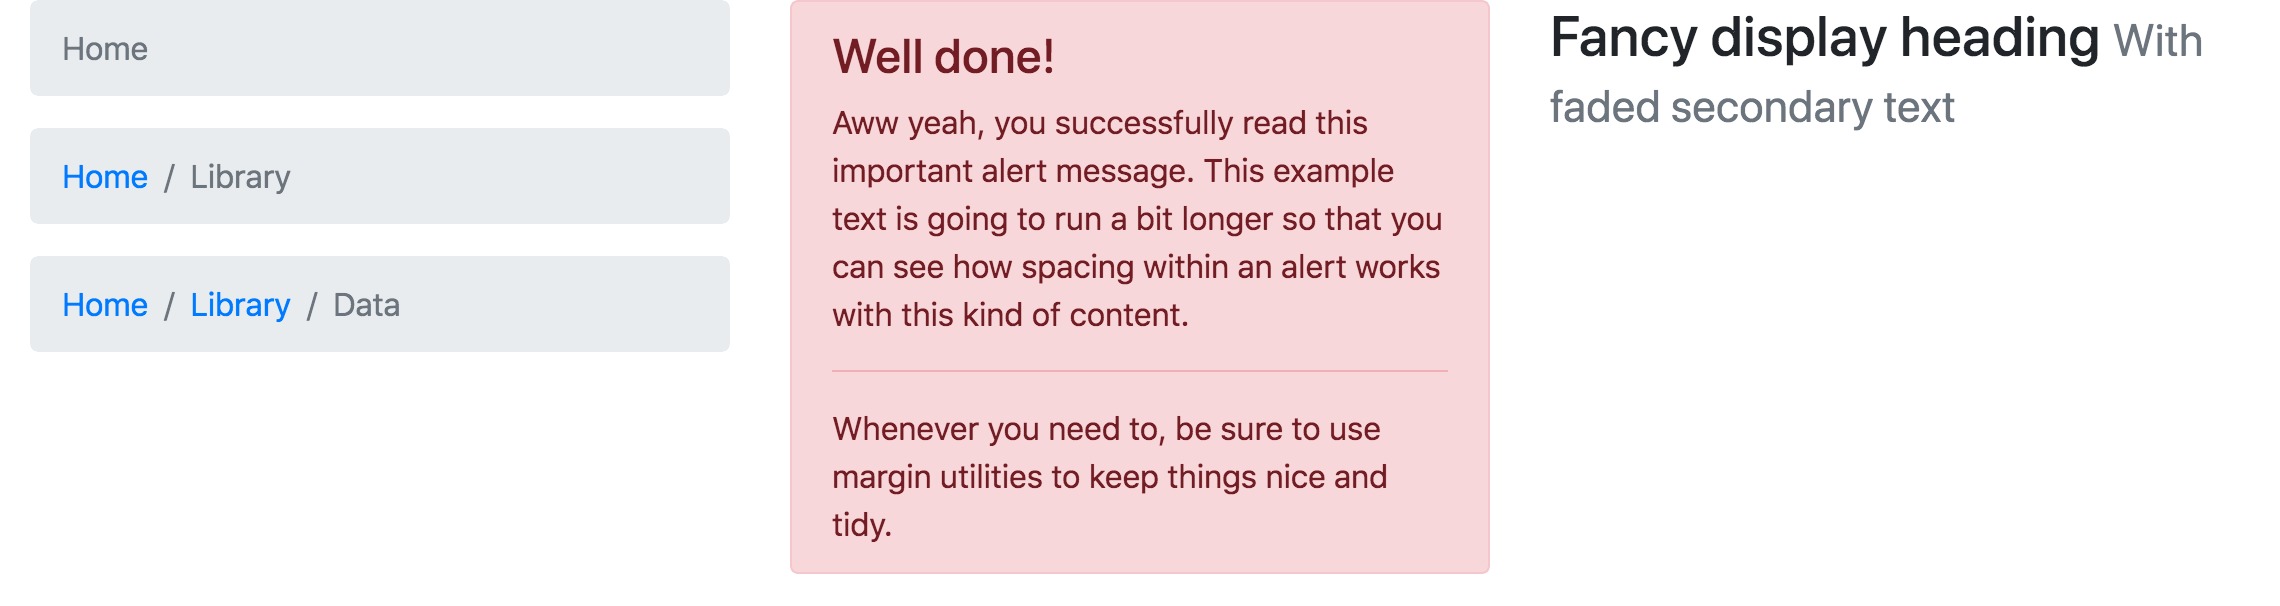 Home
Home / Library
Home / Library / Data
Well done!
Aww yeah, you successfully read this
important alert message. This example
text is going to run a bit longer so that you
can see how spacing within an alert works
with this kind of content.
Whenever you need to, be sure to use
margin utilities to keep things nice and
tidy.
Fancy display heading With
faded secondary text